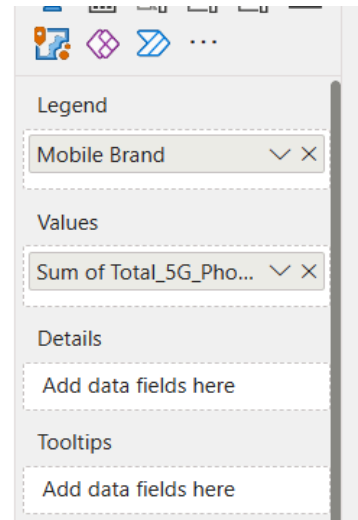 Legend
Mobile Brand
Values
Sum of Total_5G_Pho...
Details
Add data fields here
Tooltips
Add data fields here